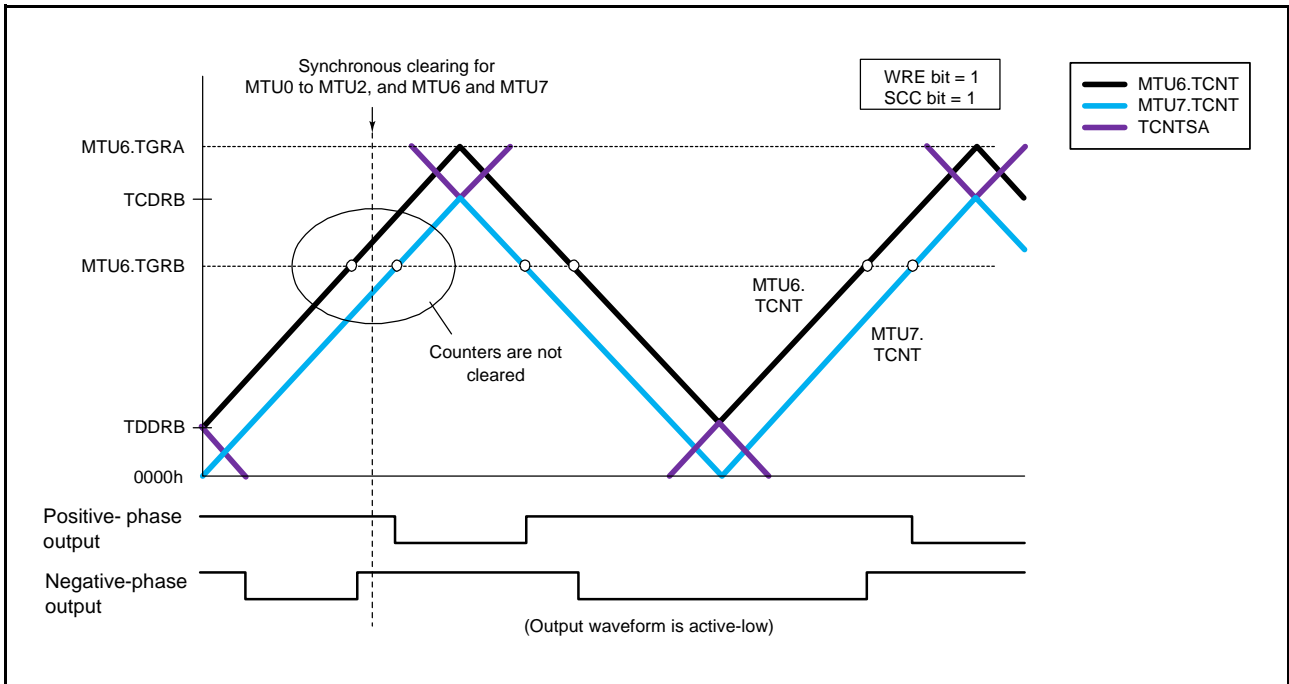 Synchronous clearing for
MTU0 to MTU2, and MTU6 and MTU7
WRE bit = 1
SCC bit = 1
MTU6.TCNT
MTU7.TCNT
TCNTSA
MTU6.TGRA
TCDRB
MTU6.TGRB
TDDRB
0000h
Counters are not
cleared
MTU6.
TCNT
MTU7.
TCNT
Positive- phase
output
Negative-phase
output
(Output waveform is active-low)